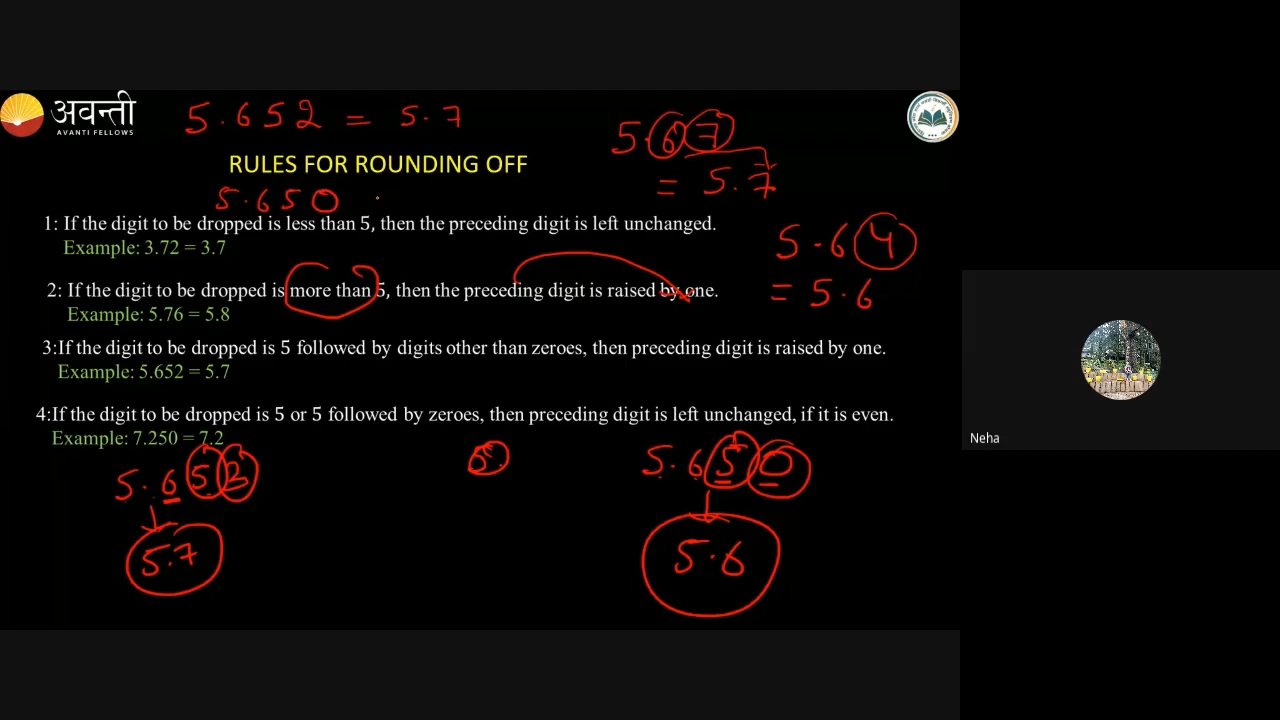 अवन्ती
AVANTI FELLOWS
5.652 = 5.7
5.67
= 5.7
RULES FOR ROUNDING OFF
5.650
1: If the digit to be dropped is less than 5, then the preceding digit is left unchanged.
Example: 3.72 = 3.7
5.64
= 5.6
2: If the digit to be dropped is more than 5, then the preceding digit is raised by one.
Example: 5.76 = 5.8
3:If the digit to be dropped is 5 followed by digits other than zeroes, then preceding digit is raised by one.
Example: 5.652 = 5.7
4:If the digit to be dropped is 5 or 5 followed by zeroes, then preceding digit is left unchanged, if it is even.
Example: 7.250 = 7.2
5.652
5.7
5.650
5.6
Neha